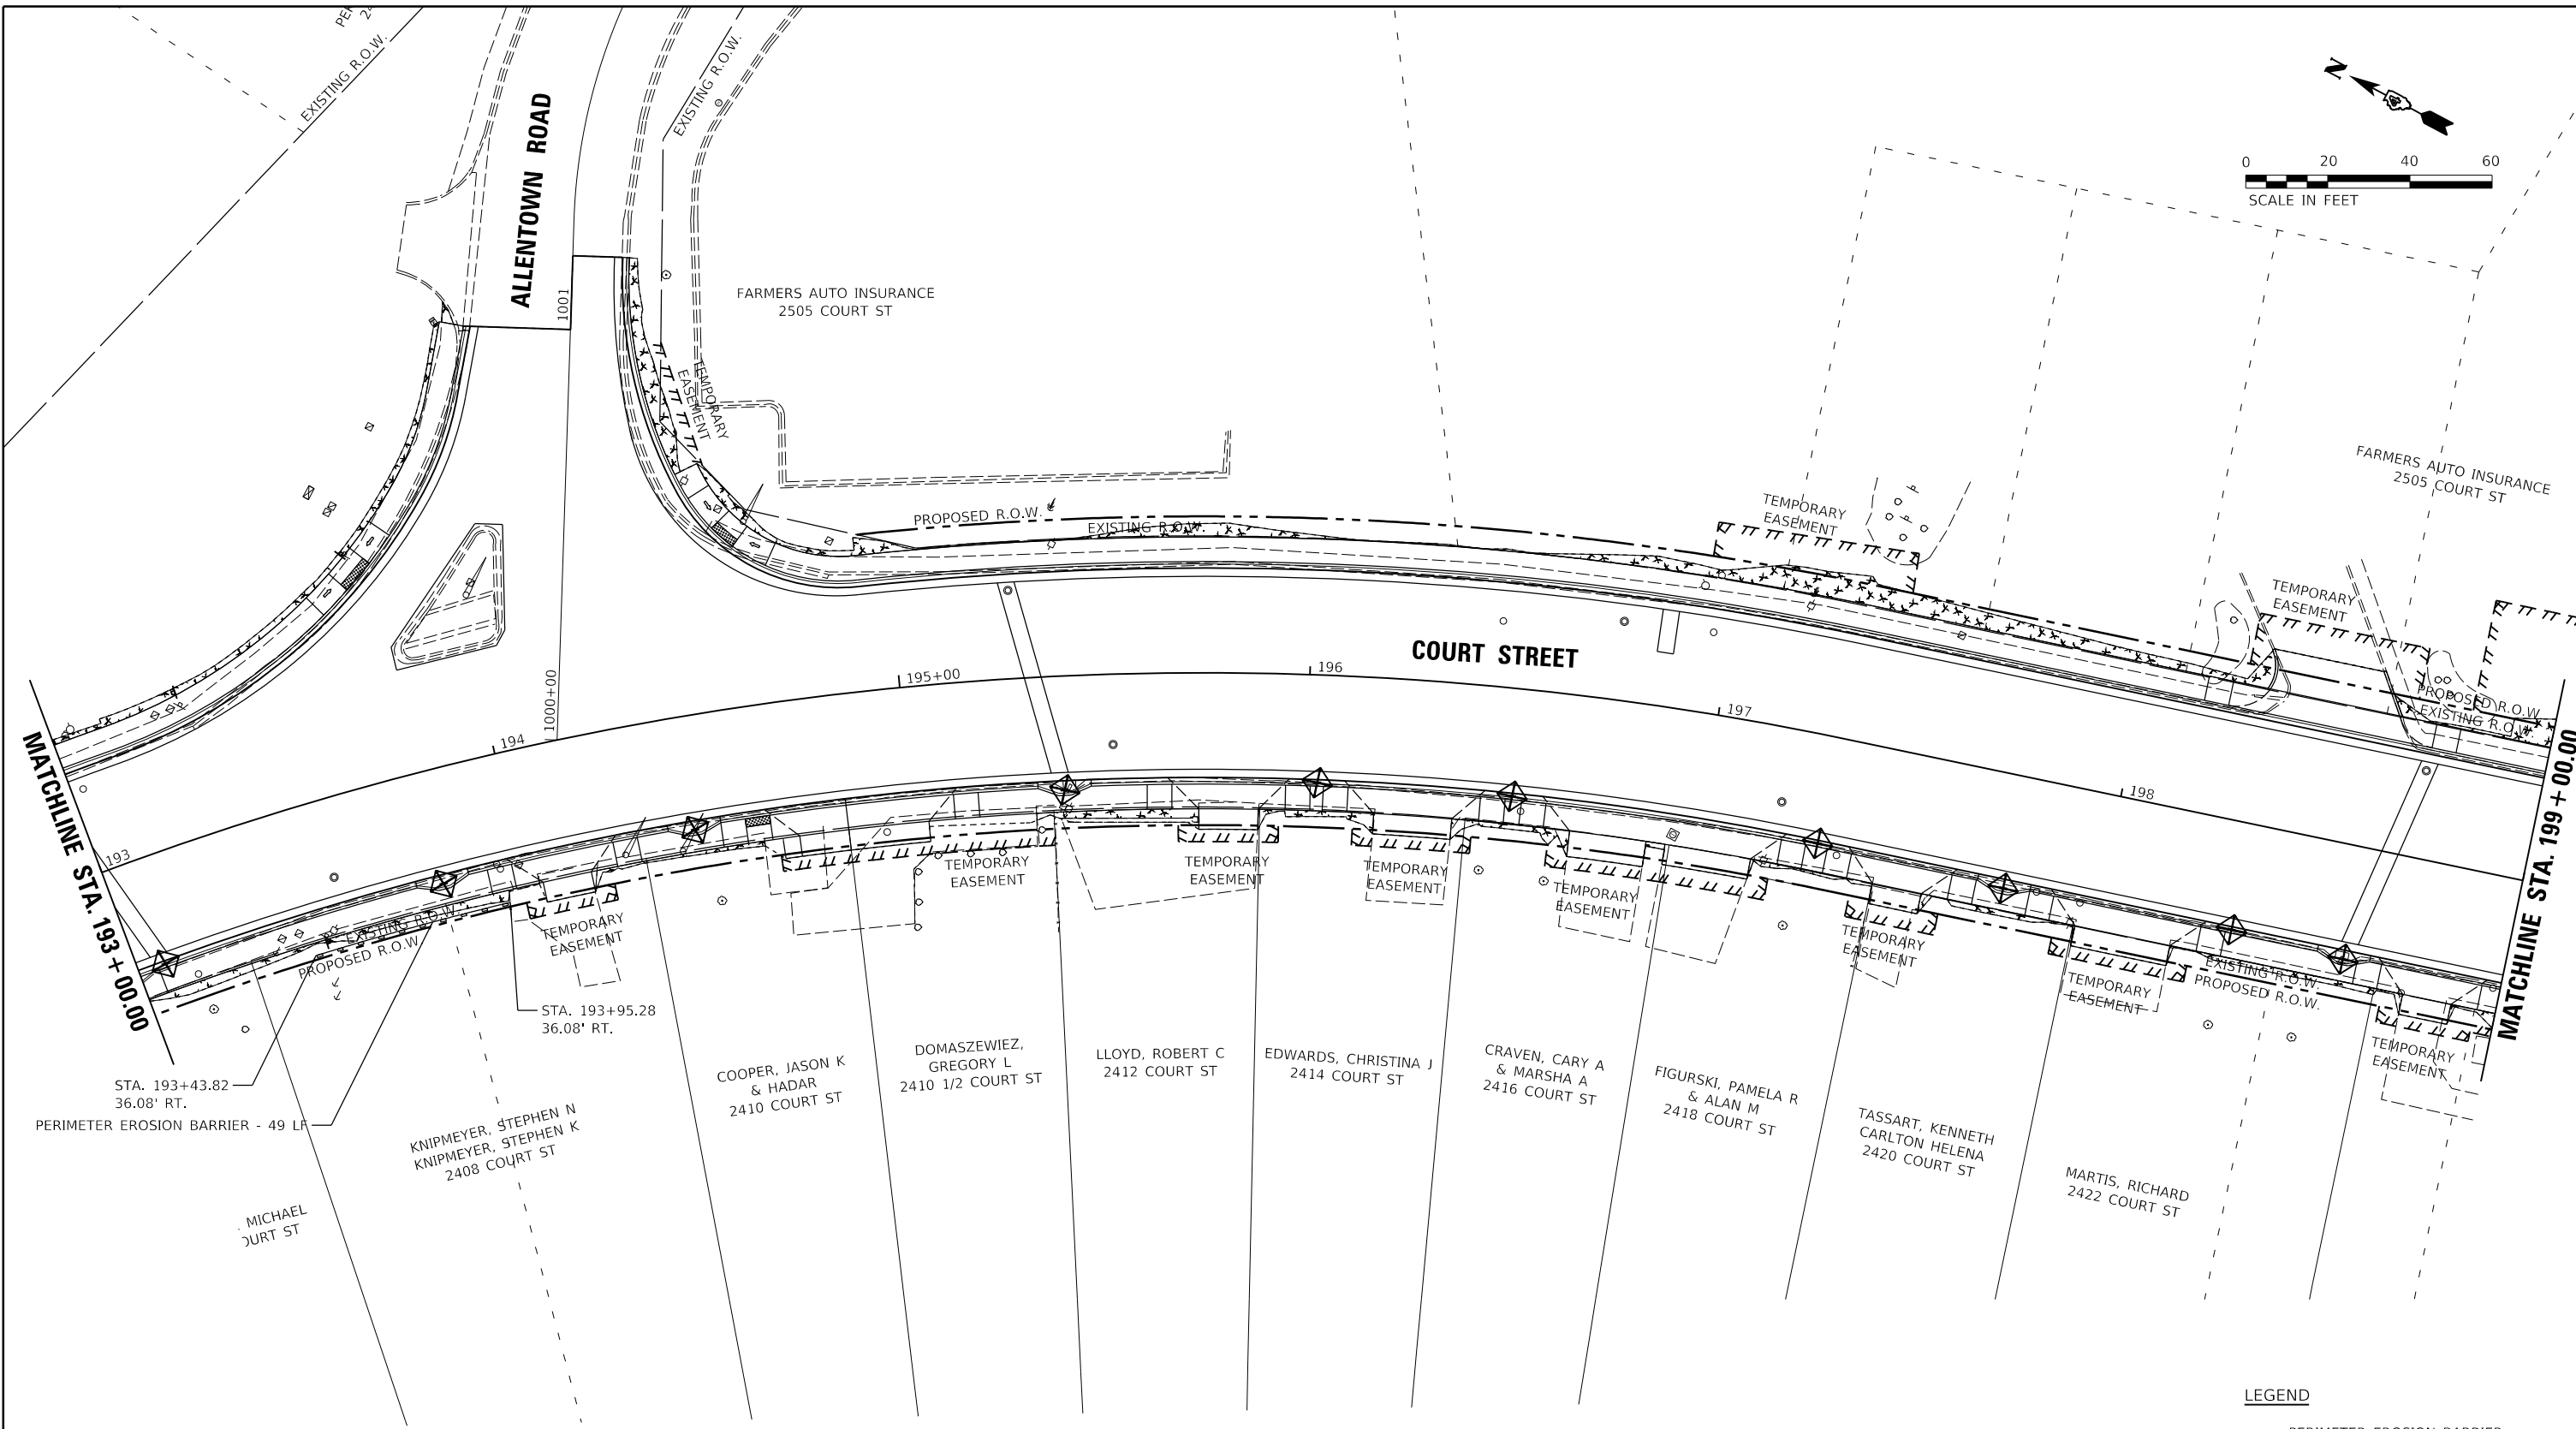 EXISTING R.O.W.
EXISTING R.O.W.
ALLENTOWN ROAD
1001
N
0 20 40 60
SCALE IN FEET
FARMERS AUTO INSURANCE
2505 COURT ST
TEMPORARY
EASEMENT
PROPOSED R.O.W.
EXISTING R.O.W.
TEMPORARY
EASEMENT
FARMERS AUTO INSURANCE
2505 COURT ST
TEMPORARY
EASEMENT
PROPOSED R.O.W.
EXISTING R.O.W.
COURT STREET
1000+00
193
194
195+00
196
197
198
MATCHLINE STA. 193+00.00
MATCHLINE STA. 199+00.00
EXISTING R.O.W.
PROPOSED R.O.W.
TEMPORARY
EASEMENT
TEMPORARY
EASEMENT
TEMPORARY
EASEMENT
TEMPORARY
EASEMENT
TEMPORARY
EASEMENT
TEMPORARY
EASEMENT
TEMPORARY
EASEMENT
EXISTING R.O.W.
PROPOSED R.O.W.
TEMPORARY
EASEMENT
STA. 193+95.28
36.08' RT.
STA. 193+43.82
36.08' RT.
PERIMETER EROSION BARRIER - 49 LF
MICHAEL
COURT ST
KNIPMEYER, STEPHEN N
KNIPMEYER, STEPHEN K
2408 COURT ST
COOPER, JASON K
& HADAR
2410 COURT ST
DOMASZEWIEZ,
GREGORY L
2410 1/2 COURT ST
LLOYD, ROBERT C
2412 COURT ST
EDWARDS, CHRISTINA J
2414 COURT ST
CRAVEN, CARY A
& MARSHA A
2416 COURT ST
FIGURSKI, PAMELA R
& ALAN M
2418 COURT ST
TASSART, KENNETH
CARLTON HELENA
2420 COURT ST
MARTIS, RICHARD
2422 COURT ST
LEGEND
PERIMETER EROSION BARRIER